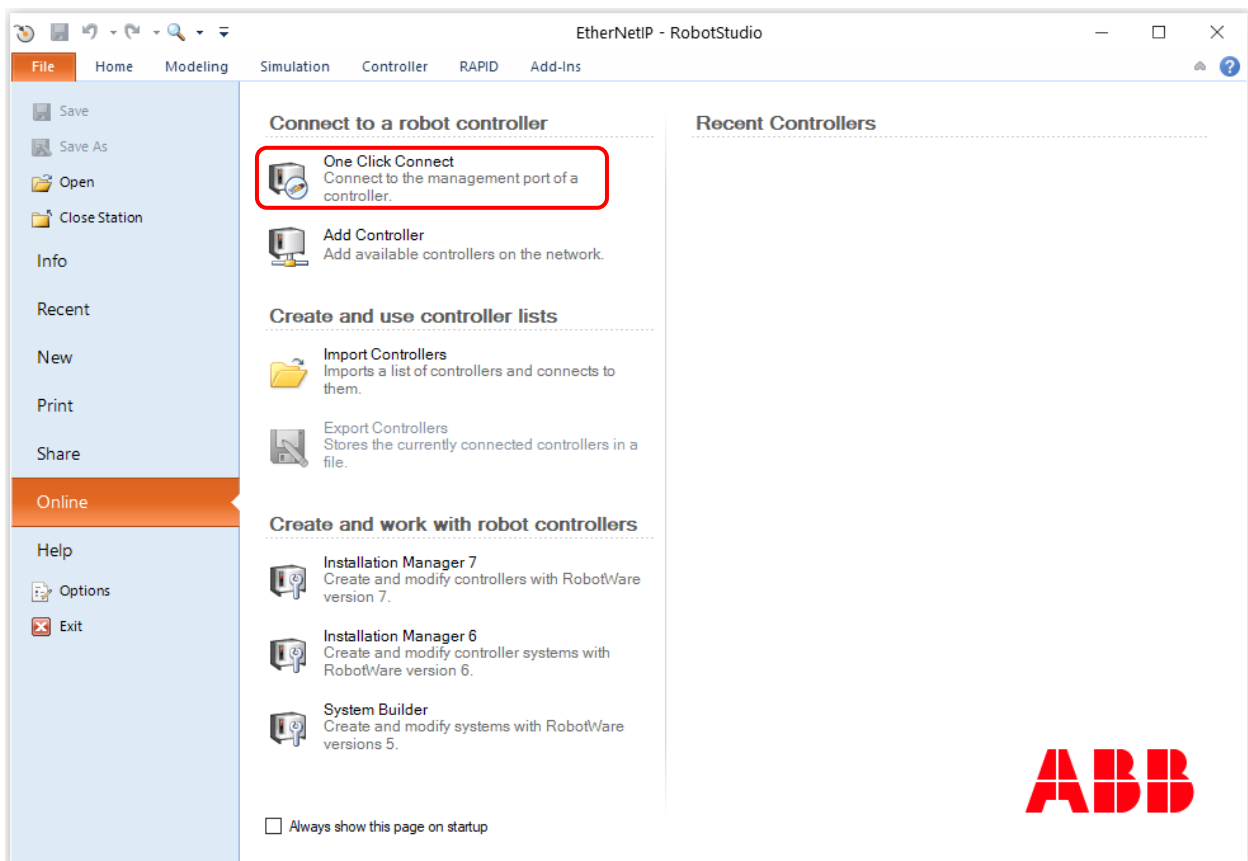 EtherNetIP - RobotStudio
File Home Modeling Simulation Controller RAPID Add-Ins
Save
Save As
Open
Close Station
Info
Recent
New
Print
Share
Online
Help
Options
Exit
Connect to a robot controller
One Click Connect
Connect to the management port of a
controller.
Add Controller
Add available controllers on the network.
Create and use controller lists
Import Controllers
Imports a list of controllers and connects to
them.
Export Controllers
Stores the currently connected controllers in a
file.
Create and work with robot controllers
Installation Manager 7
Create and modify controllers with RobotWare
version 7.
Installation Manager 6
Create and modify controller systems with
RobotWare version 6.
System Builder
Create and modify systems with RobotWare
versions 5.
Always show this page on startup
Recent Controllers
ABB